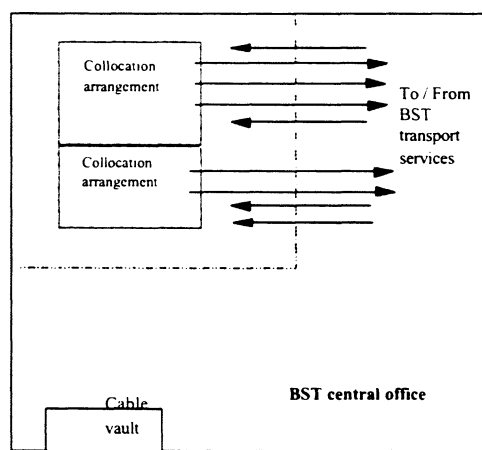 Collocation
arrangement
To / From
BST
transport
services
Collocation
arrangement
BST central office
Cable
vault